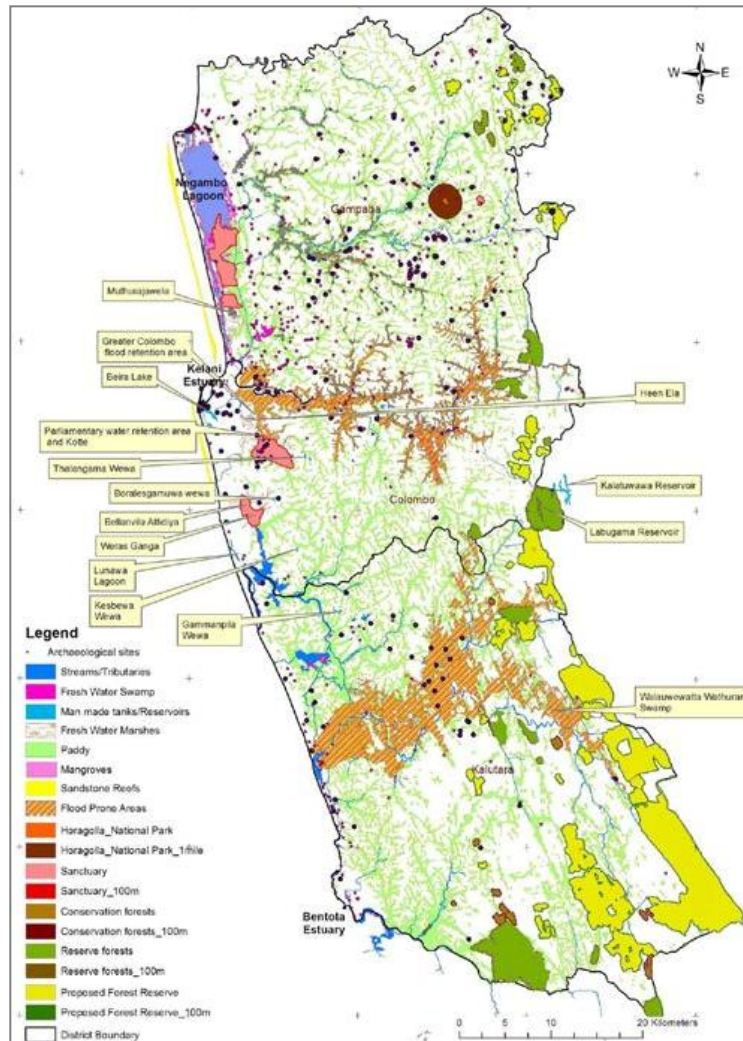 N
W E
S
Negambo
Lagoon
Gampaha
Muthurajawela
Greater Colombo
flood retention area
Kelani
Estuary
Beira Lake
Heen Ela
Parliamentary water retention area
and Kotte
Thalangama Wewa
Kalatuwawa Reservoir
Boralesgamuwa wewa
Colombo
Bellanvila Attidiya
Labugama Reservoir
Weras Ganga
Lunawa
Lagoon
Kesbewa
Wewa
Gammanpila
Wewa
Walauwewatta Wathuran
Swamp
Kalutara
Bentota
Estuary
Legend
Archaeological sites
Streams/Tributaries
Fresh Water Swamp
Man made tanks/Reservoirs
Fresh Water Marshes
Paddy
Mangroves
Sandstone Reefs
Flood Prone Areas
Horagolla_National Park
Horagolla_National Park_1mile
Sanctuary
Sanctuary_100m
Conservation forests
Conservation forests_100m
Reserve forests
Reserve forests_100m
Proposed Forest Reserve
Proposed Forest Reserve_100m
District Boundary
0 5 10 20 Kilometers